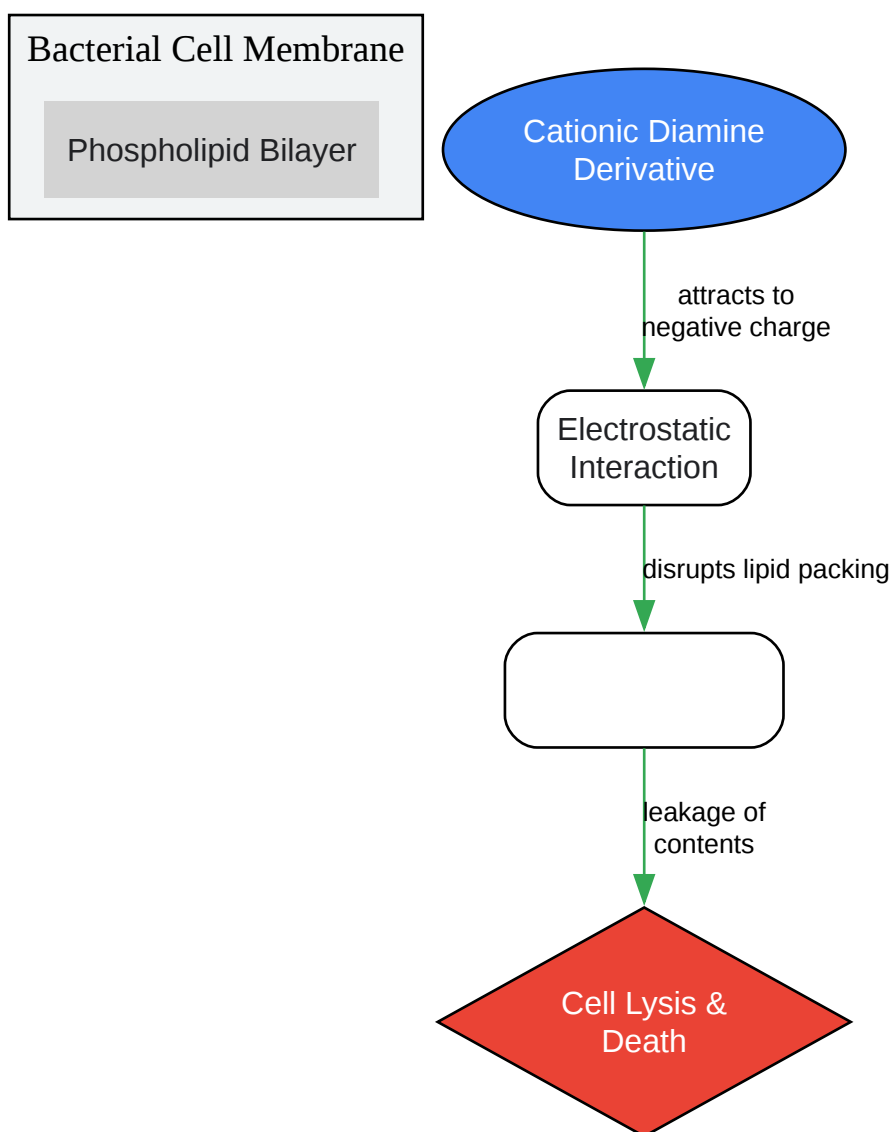 Bacterial Cell Membrane
Phospholipid Bilayer
Cationic Diamine
Derivative
attracts to
negative charge
Electrostatic
Interaction
disrupts lipid packing
leakage of
contents
Cell Lysis &
Death